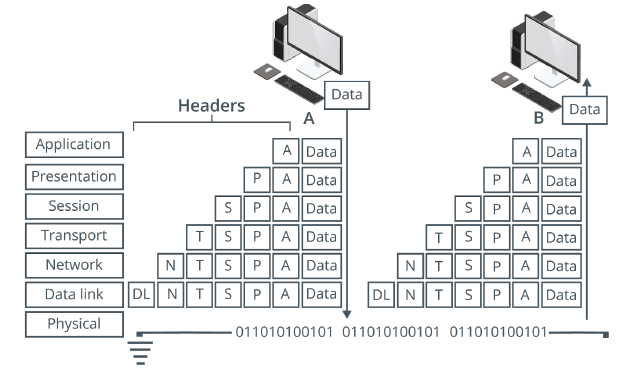 Data
Data
Headers
A
B
Application
A Data
A Data
Presentation
P A Data
P A Data
Session
S P A Data
S P A Data
Transport
T S P A Data
T S P A Data
Network
N T S P A Data
N T S P A Data
Data link
DL N T S P A Data
DL N T S P A Data
Physical
011010100101 011010100101 011010100101